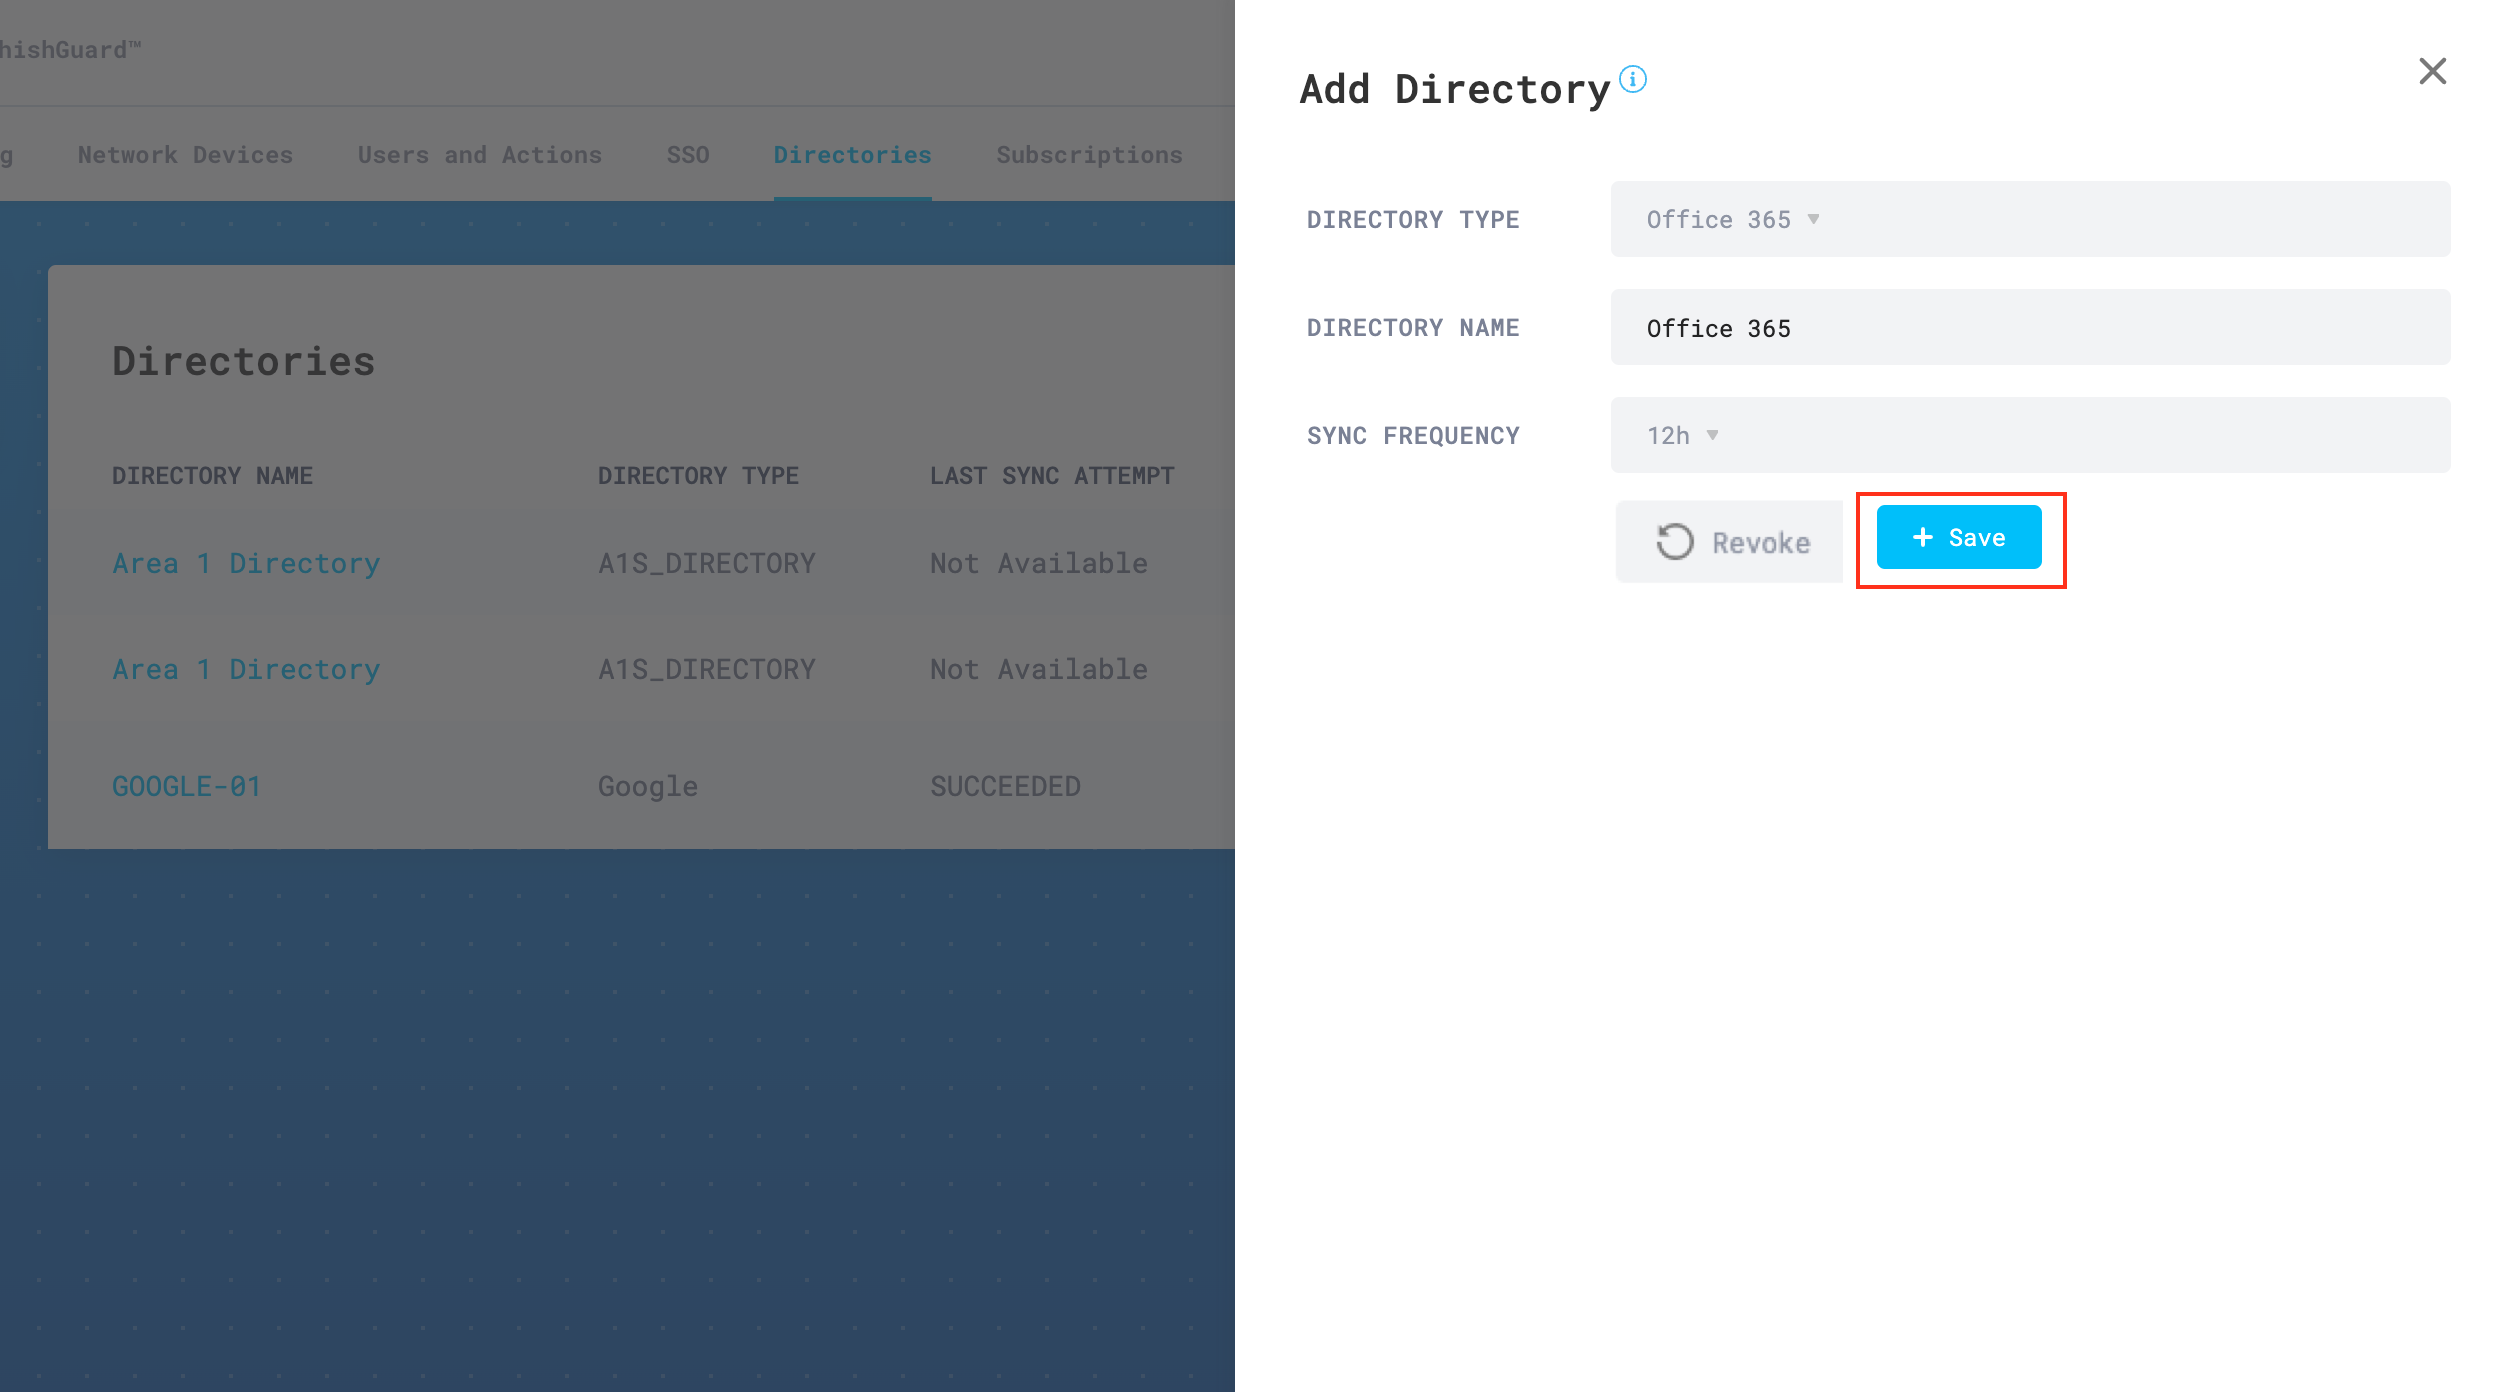 hishGuard™
g Network Devices Users and Actions SSO Directories Subscriptions
Directories
DIRECTORY NAME DIRECTORY TYPE LAST SYNC ATTEMPT
Area 1 Directory A1S_DIRECTORY Not Available
Area 1 Directory A1S_DIRECTORY Not Available
GOOGLE-01 Google SUCCEEDED
Add Directory
DIRECTORY TYPE Office 365
DIRECTORY NAME Office 365
SYNC FREQUENCY 12h
Revoke + Save